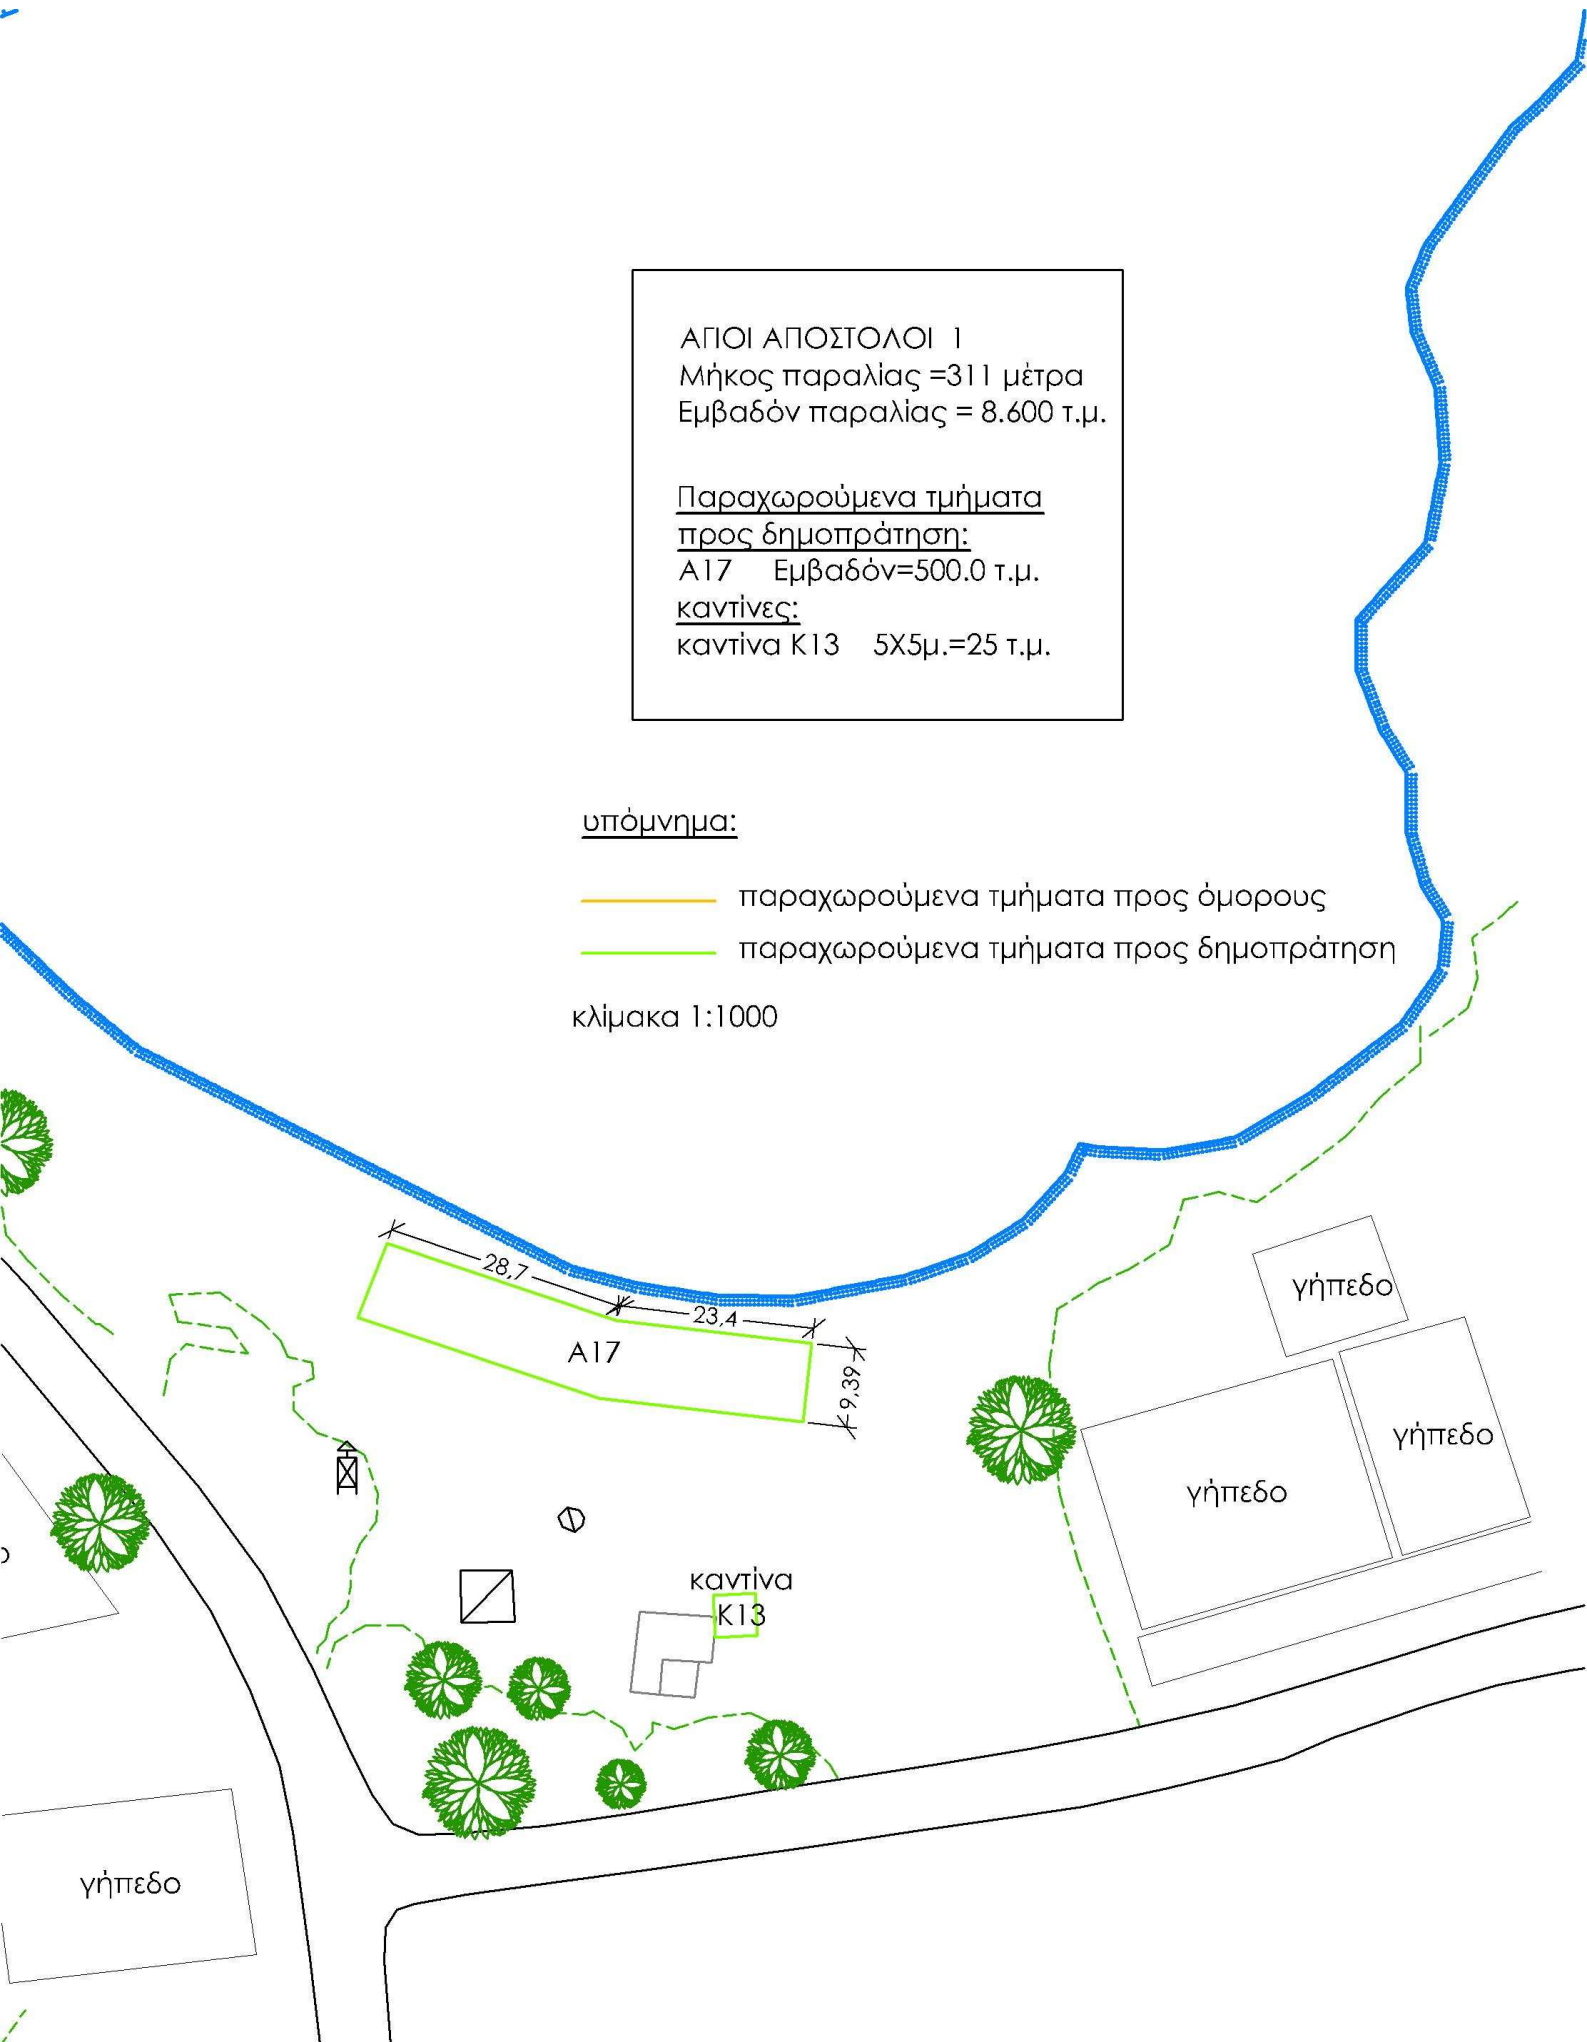 ΑΓΙΟΙ ΑΠΟΣΤΟΛΟΙ 1
Μήκος παραλίας =311 μέτρα
Εμβαδόν παραλίας = 8.600 τ.μ.
Παραχωρούμενα τμήματα
προς δημοπράτηση:
Α17 Εμβαδόν=500.0 τ.μ.
καντίνες:
καντίνα Κ13 5Χ5μ.=25 τ.μ.
υπόμνημα:
παραχωρούμενα τμήματα προς όμορους
παραχωρούμενα τμήματα προς δημοπράτηση
κλίμακα 1:1000
28,7
23,4
Α17
9,39
γήπεδο
γήπεδο
γήπεδο
καντίνα
Κ13
γήπεδο